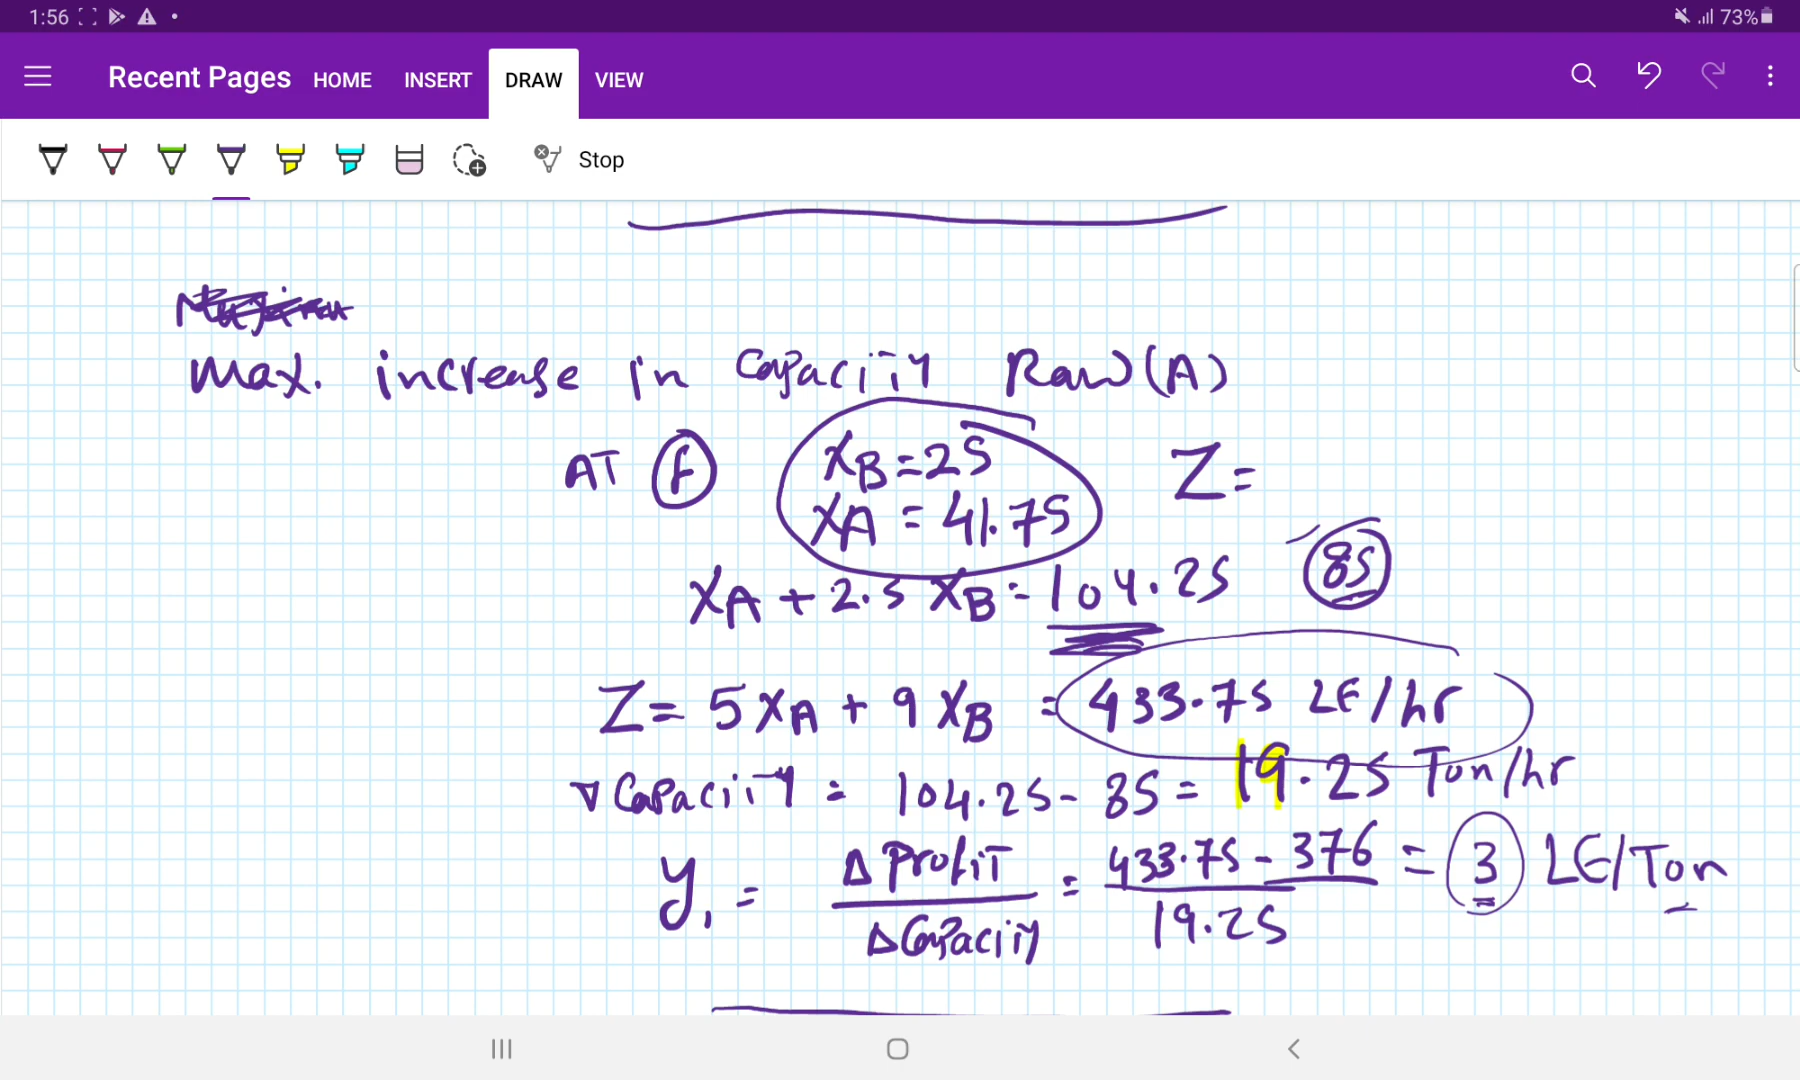 1:56 73%
Recent Pages HOME INSERT DRAW VIEW
Stop
Max. increase in Capacity Raw (A)
AT F XB = 25 Z =
XA = 41.75
XA + 2.5 XB = 104.25 85
Z = 5 XA + 9 XB = 433.75 LE/hr
∇ Capacity = 104.25 - 85 = 19.25 Ton/hr
y1 = Δ Profit / Δ Capacity = 433.75 - 376 / 19.25 = 3 LE/Ton